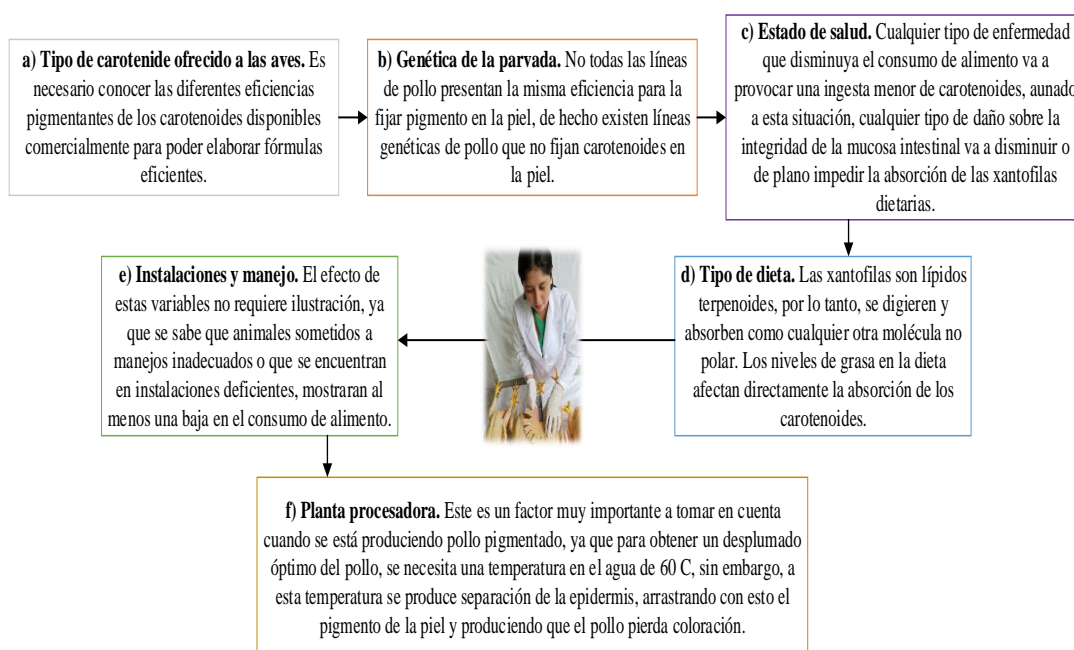 a) Tipo de carotenide ofrecido a las aves. Es
necesario conocer las diferentes eficiencias
pigmentantes de los carotenoides disponibles
comercialmente para poder elaborar fórmulas
eficientes.
b) Genética de la parvada. No todas las líneas
de pollo presentan la misma eficiencia para la
fijar pigmento en la piel, de hecho existen líneas
genéticas de pollo que no fijan carotenoides en
la piel.
c) Estado de salud. Cualquier tipo de enfermedad
que disminuya el consumo de alimento va a
provocar una ingesta menor de carotenoides, aunado
a esta situación, cualquier tipo de daño sobre la
integridad de la mucosa intestinal va a disminuir o
de plano impedir la absorción de las xantofilas
dietarias.
d) Tipo de dieta. Las xantofilas son lípidos
terpenoides, por lo tanto, se digieren y
absorben como cualquier otra molécula no
polar. Los niveles de grasa en la dieta
afectan directamente la absorción de los
carotenoides.
e) Instalaciones y manejo. El efecto de
estas variables no requiere ilustración, ya
que se sabe que animales sometidos a
manejos inadecuados o que se encuentran
en instalaciones deficientes, mostraran al
menos una baja en el consumo de alimento.
f) Planta procesadora. Este es un factor muy importante a tomar en cuenta
cuando se está produciendo pollo pigmentado, ya que para obtener un desplumado
óptimo del pollo, se necesita una temperatura en el agua de 60 C, sin embargo, a
esta temperatura se produce separación de la epidermis, arrastrando con esto el
pigmento de la piel y produciendo que el pollo pierda coloración.